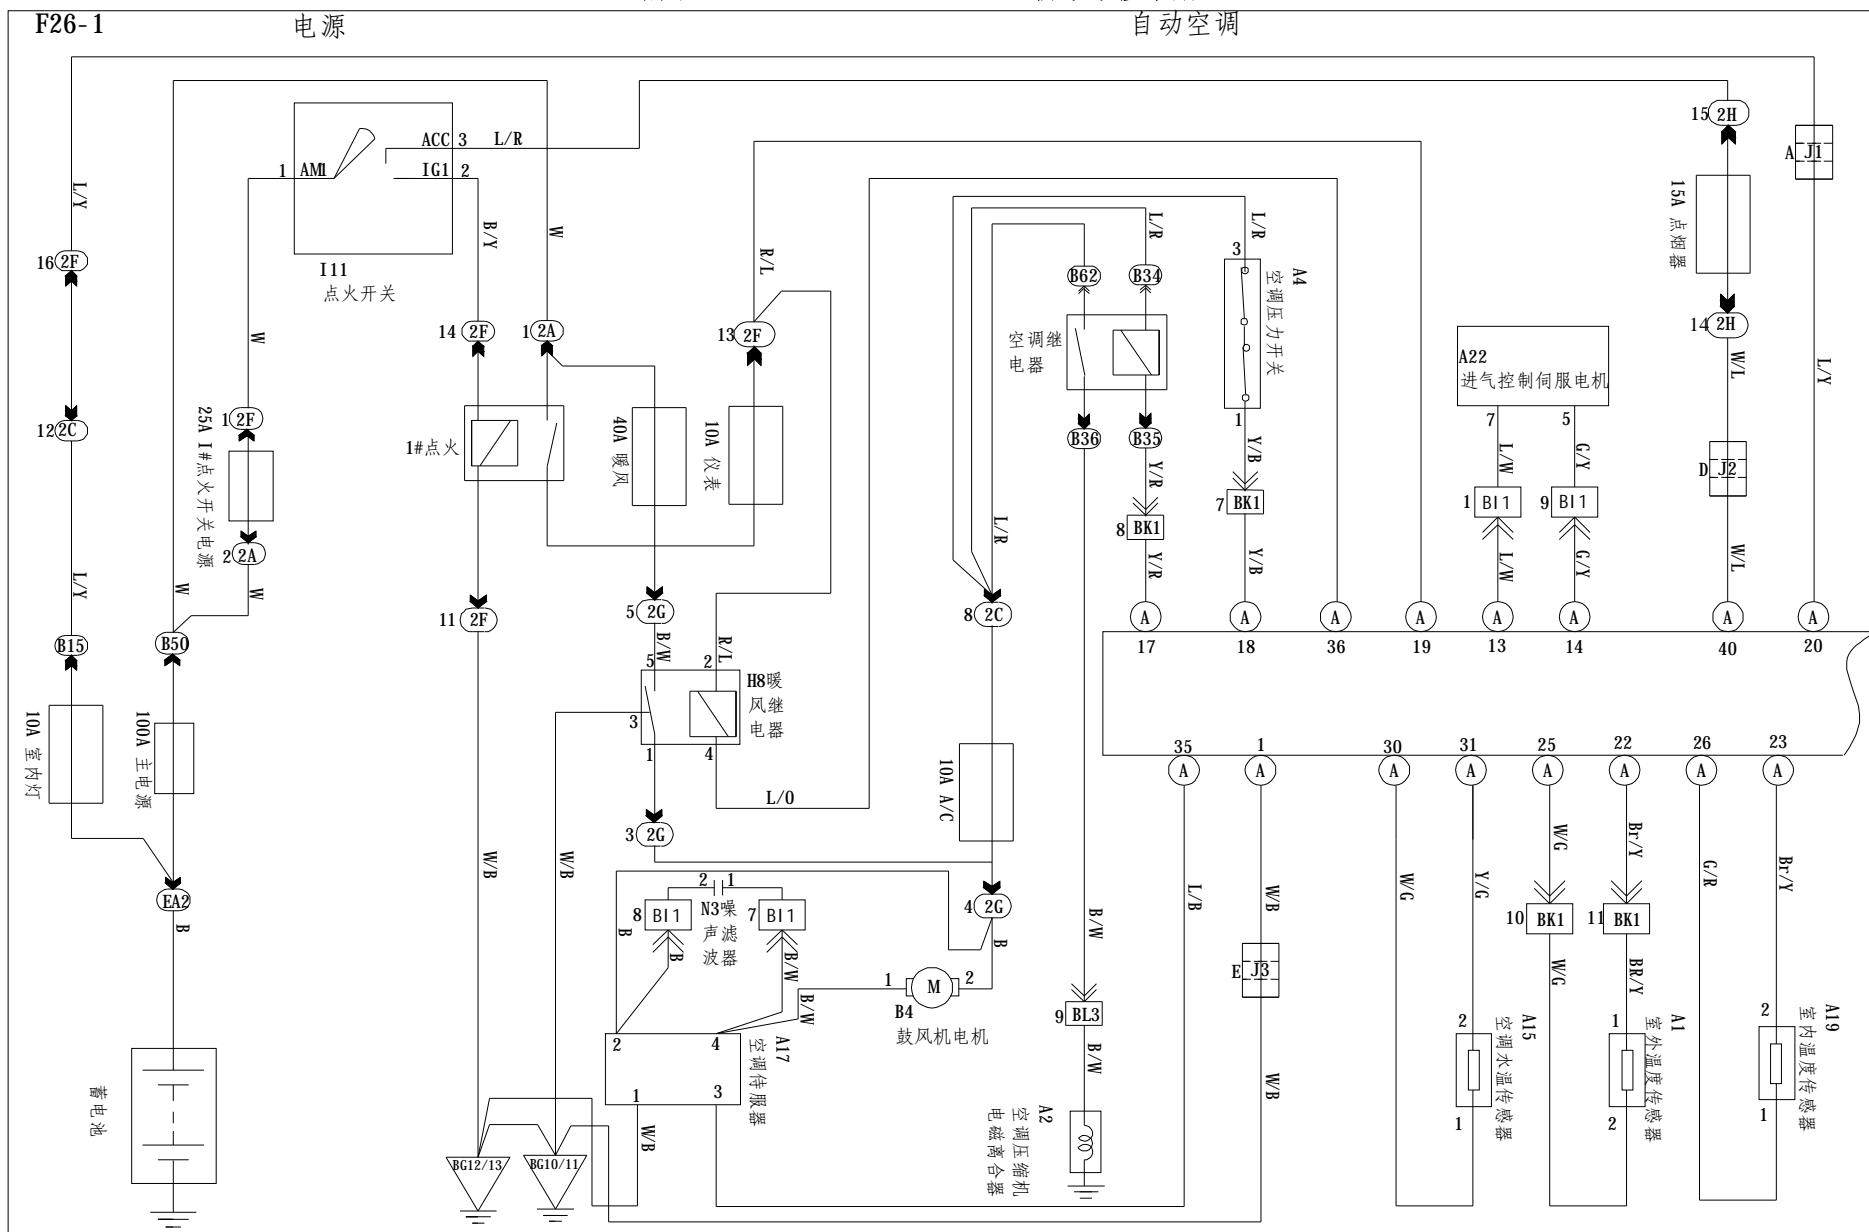 F26-1
电源
自动空调
ACC 3
L/R
1
AM1
IG1 2
I11
点火开关
B/Y
W
L/Y
16 2F
12 2C
L/Y
B15
10A 室内灯
W
1 2F
25A I#点火开关电源
2 2A
W
W
B50
100A 主电源
EA2
B
蓄电池
14 2F
1 2A
1#点火
11 2F
W/B
40A 暖风
10A 仪表
R/L
13 2F
5 2G
B/W
R/L
5
2
3
1
4
H8暖
风继
电器
L/O
3 2G
W/B
2 1
8 BI1
N3噪
声滤
波器
7 BI1
B
B
B/W
B/W
2
4
1
3
A17
空调侍服器
W/B
BG12/13
BG10/11
1
M
2
B4
鼓风机电机
L/R
8 2C
10A A/C
4 2G
B
L/R
L/R
B62
B34
空调继
电器
B36
B35
Y/R
8 BK1
Y/R
3
A4
空调压力开关
1
Y/B
7 BK1
Y/B
B/W
9 BL3
B/W
A2
空调压缩机
电磁离合器
A22
进气控制伺服电机
7
5
L/W
G/Y
1 BI1
9 BI1
L/W
G/Y
15 2H
15A 点烟器
14 2H
W/L
D J2
W/L
A J1
L/Y
A A A A A A A A
17 18 36 19 13 14 40 20
35 1 30 31 25 22 26 23
A A A A A A A A
L/B
W/B
E J3
W/B
W/G
Y/G
W/G
Br/Y
10 BK1
11 BK1
W/G
BR/Y
G/R
Br/Y
2
A15
空调水温传感器
1
1
A1
室外温度传感器
2
2
A19
室内温度传感器
1